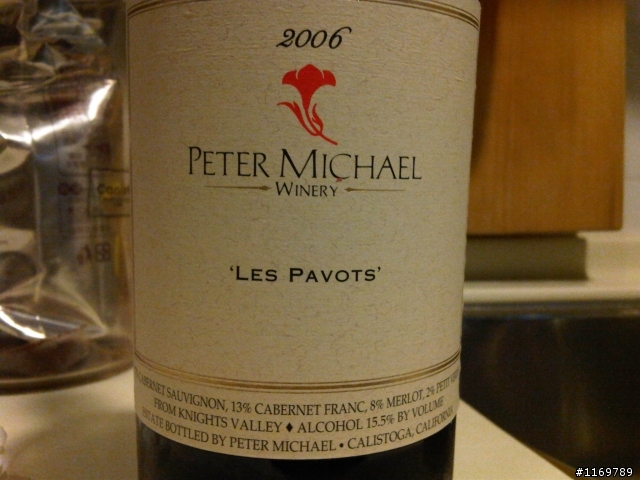 2006
PETER MICHAEL
WINERY
'LES PAVOTS'
CABERNET SAUVIGNON, 13% CABERNET FRANC, 8% MERLOT, 2% PETIT
FROM KNIGHTS VALLEY ♦ ALCOHOL 15.5% BY VOLUME
ESTATE BOTTLED BY PETER MICHAEL • CALISTOGA, CALIFORNIA
#1169789